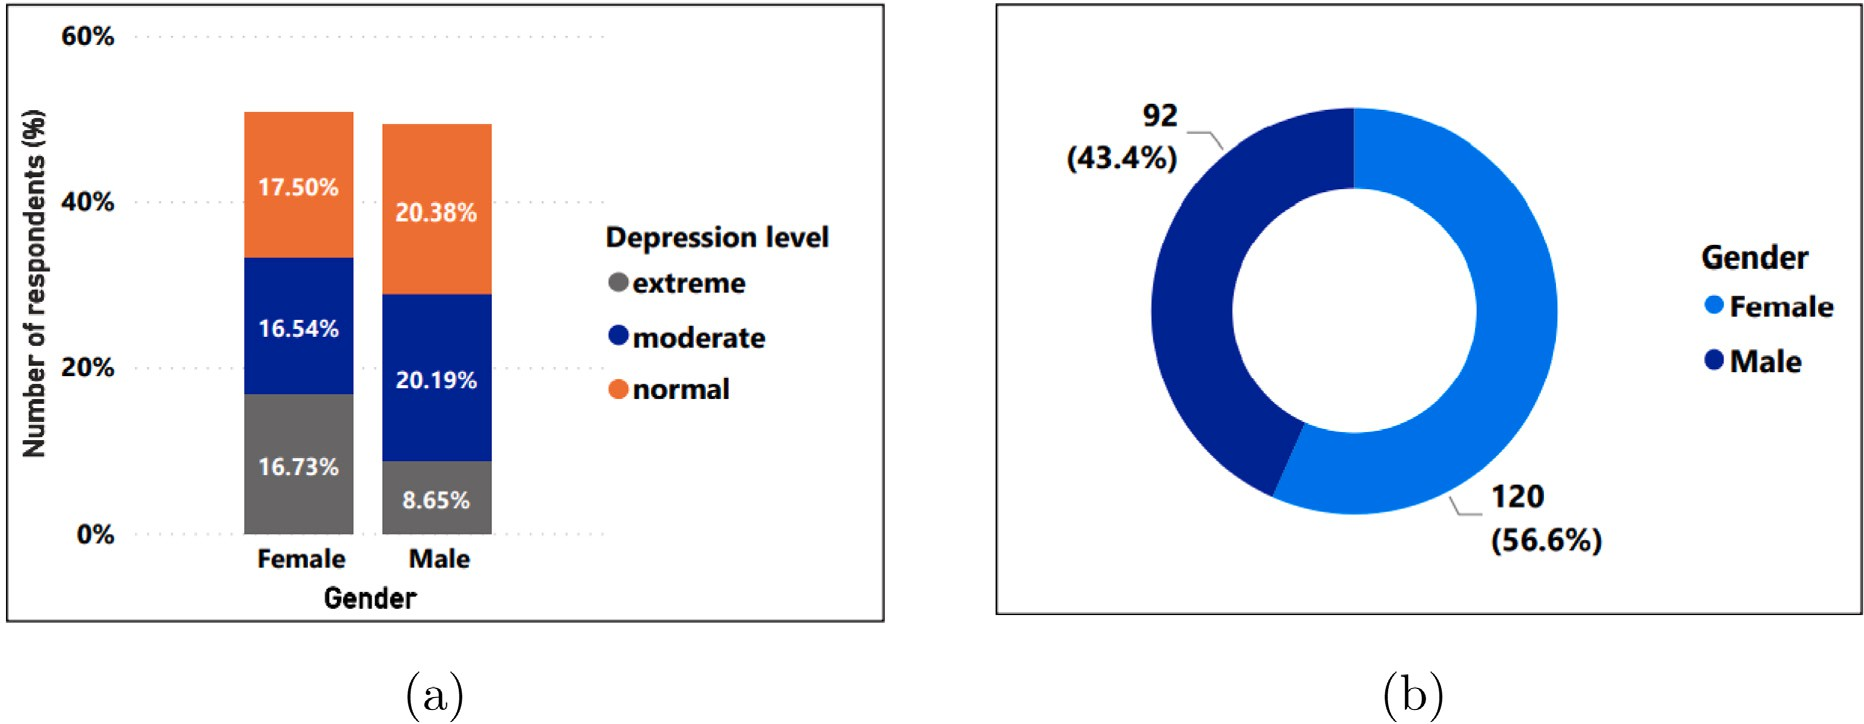 60%
40%
20%
0%
Number of respondents (%)
17.50%
16.54%
16.73%
20.38%
20.19%
8.65%
Female
Male
Gender
Depression level
extreme
moderate
normal
(a)
92
(43.4%)
120
(56.6%)
Gender
Female
Male
(b)